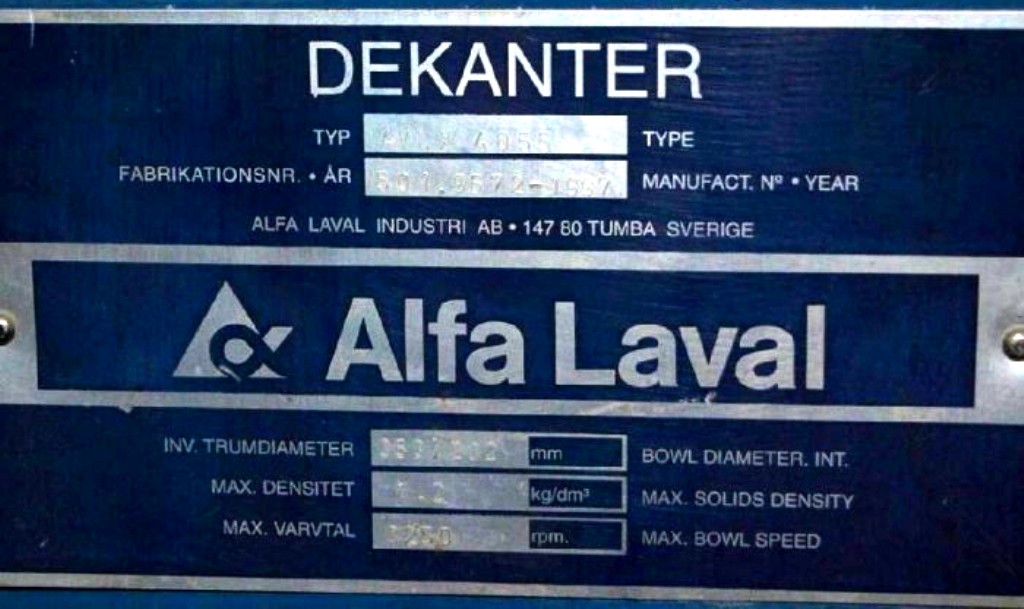 DEKANTER
TYP TYPE
FABRIKATIONSNR. • ÅR MANUFACT. Nº • YEAR
ALFA LAVAL INDUSTRI AB • 147 80 TUMBA SVERIGE
Alfa Laval
INV. TRUMDIAMETER mm BOWL DIAMETER. INT.
MAX. DENSITET kg/dm³ MAX. SOLIDS DENSITY
MAX. VARVTAL rpm. MAX. BOWL SPEED